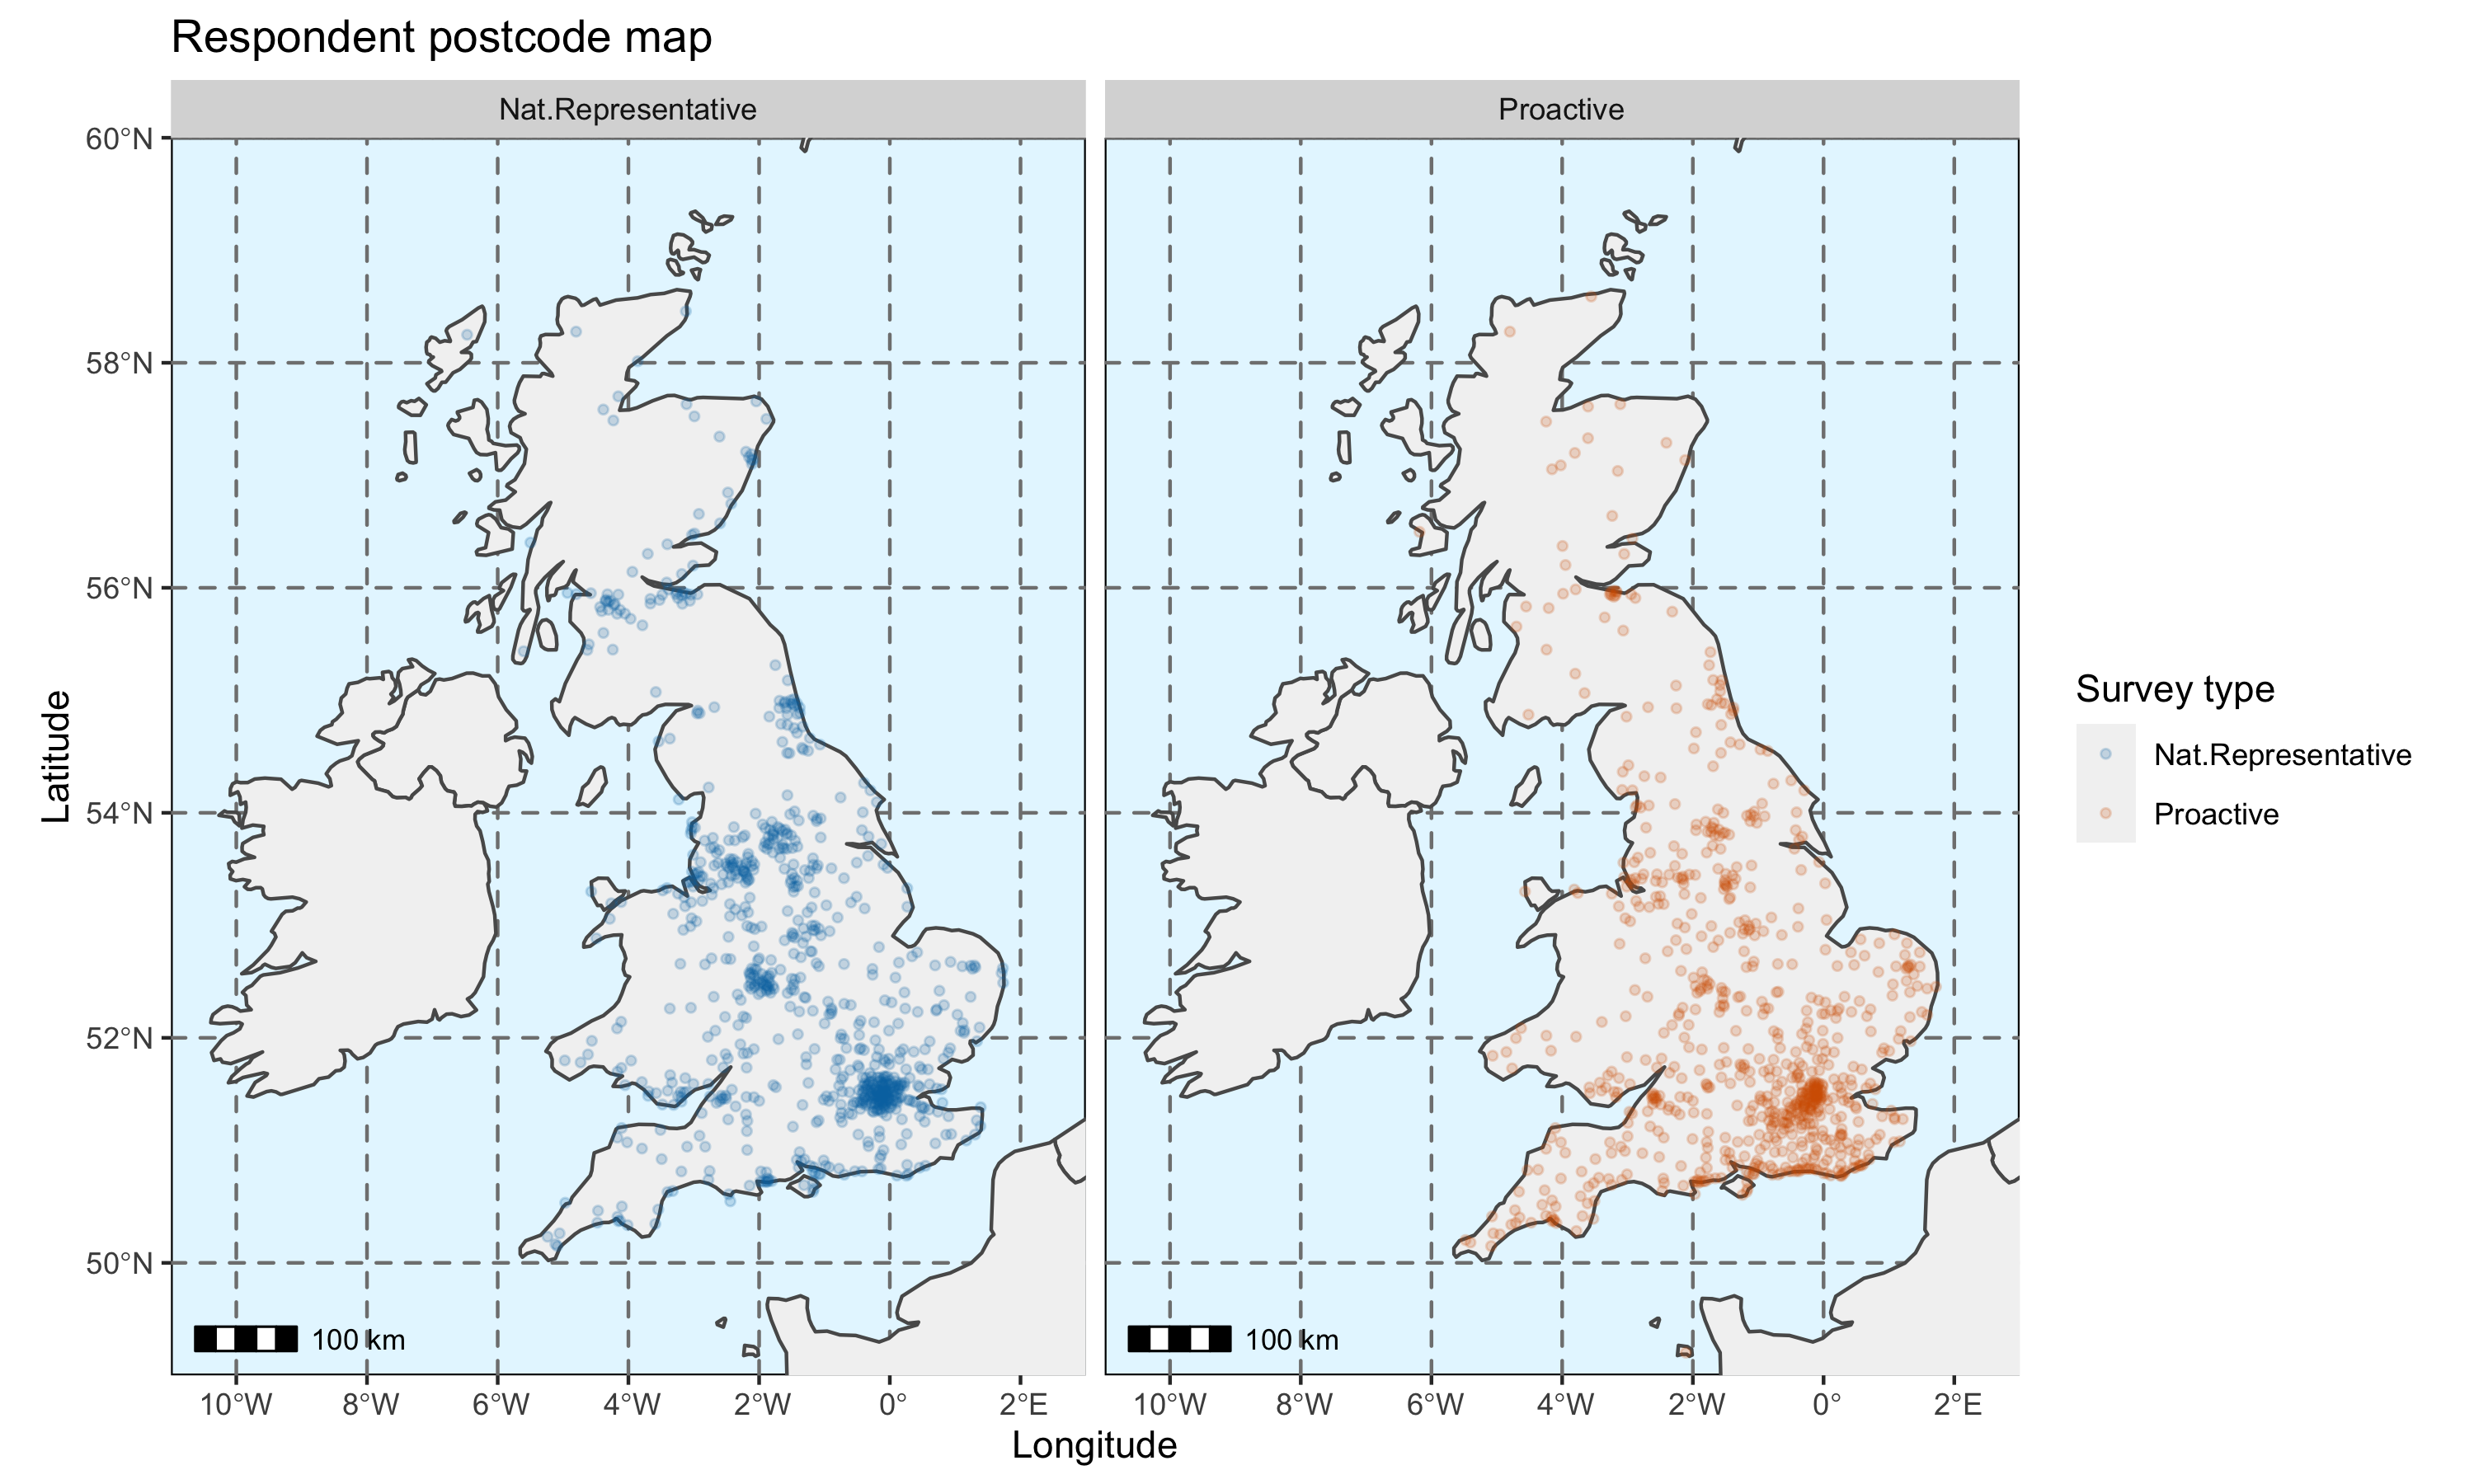 Respondent postcode map
Nat.Representative
Proactive
60°N
58°N
56°N
54°N
52°N
50°N
Latitude
100 km
100 km
10°W 8°W 6°W 4°W 2°W 0° 2°E
10°W 8°W 6°W 4°W 2°W 0° 2°E
Longitude
Survey type
Nat.Representative
Proactive